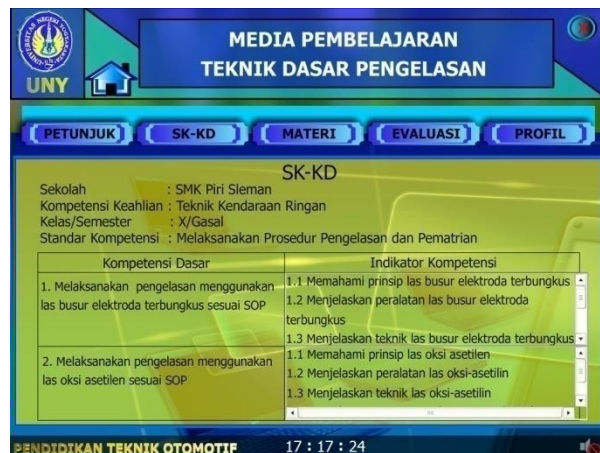 MEDIA PEMBELAJARAN
TEKNIK DASAR PENGELASAN
UNY
PETUNJUK
SK-KD
MATERI
EVALUASI
PROFIL
SK-KD
Sekolah : SMK Piri Sleman
Kompetensi Keahlian : Teknik Kendaraan Ringan
Kelas/Semester : X/Gasal
Standar Kompetensi : Melaksanakan Prosedur Pengelasan dan Pematrian
Kompetensi Dasar
Indikator Kompetensi
1. Melaksanakan pengelasan menggunakan
las busur elektroda terbungkus sesuai SOP
1.1 Memahami prinsip las busur elektroda terbungkus
1.2 Menjelaskan peralatan las busur elektroda
terbungkus
1.3 Menjelaskan teknik las busur elektroda terbungkus
2. Melaksanakan pengelasan menggunakan
las oksi asetilen sesuai SOP
1.1 Memahami prinsip las oksi asetilen
1.2 Menjelaskan peralatan las oksi-asetilin
1.3 Menjelaskan teknik las oksi-asetilin
PENDIDIKAN TEKNIK OTOMOTIF
17 : 17 : 24